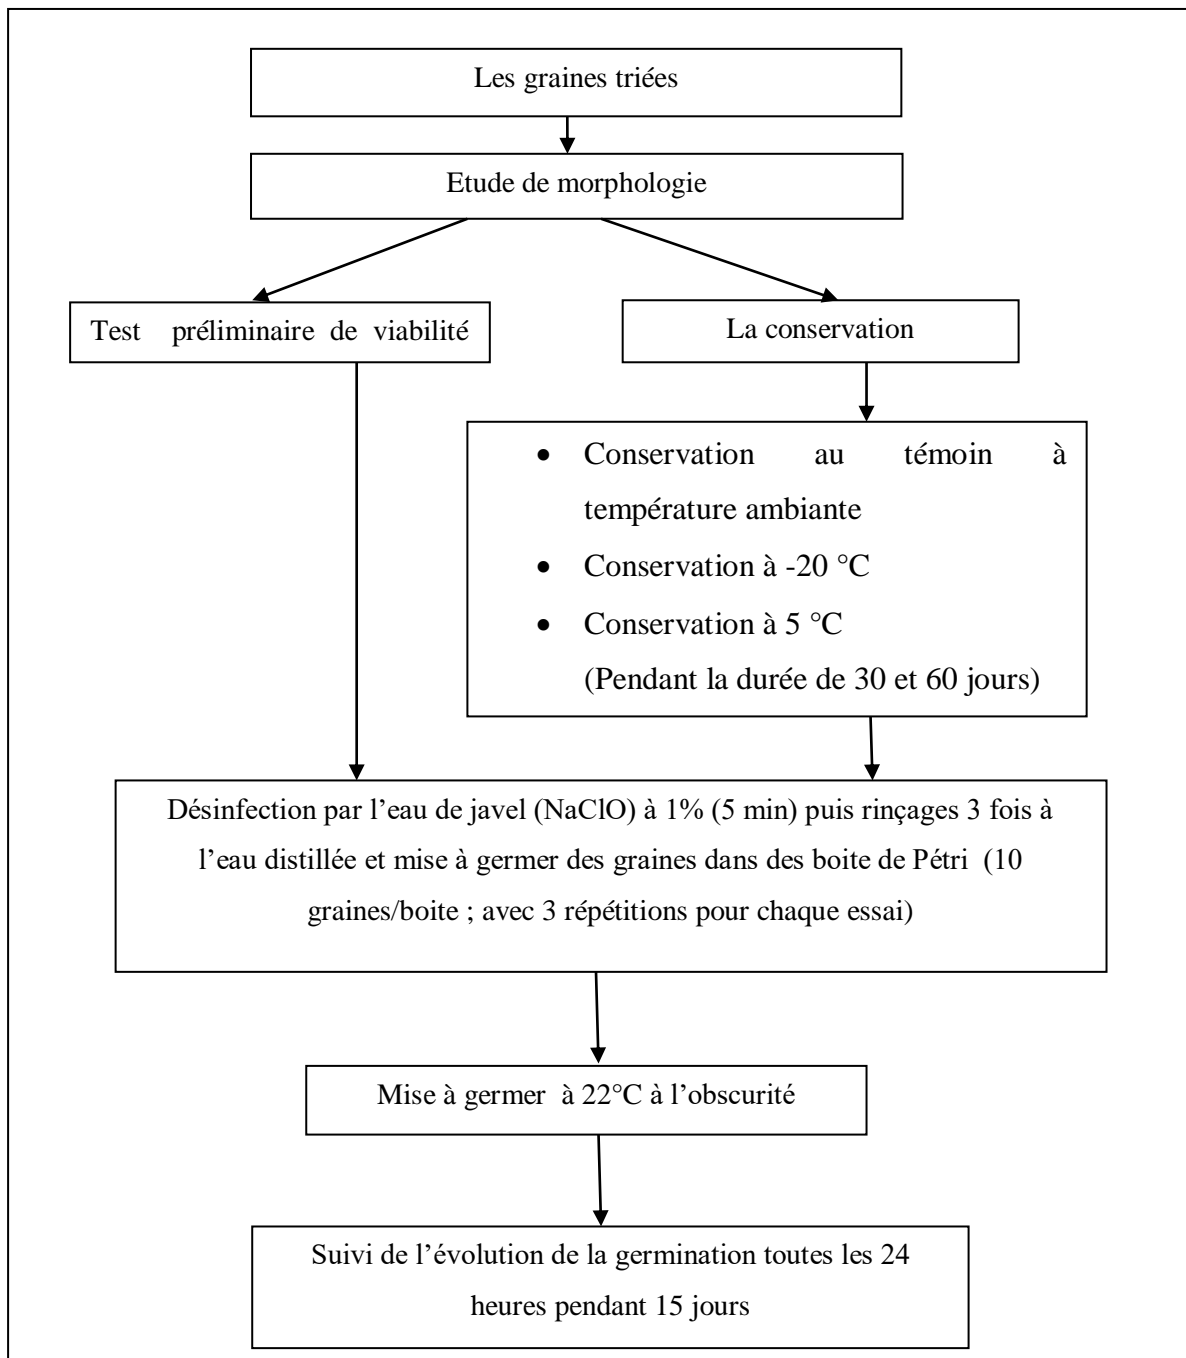 Les graines triées
Etude de morphologie
Test préliminaire de viabilité
La conservation
• Conservation au témoin à
température ambiante
• Conservation à -20 °C
• Conservation à 5 °C
(Pendant la durée de 30 et 60 jours)
Désinfection par l’eau de javel (NaClO) à 1% (5 min) puis rinçages 3 fois à
l’eau distillée et mise à germer des graines dans des boite de Pétri (10
graines/boite ; avec 3 répétitions pour chaque essai)
Mise à germer à 22°C à l’obscurité
Suivi de l’évolution de la germination toutes les 24
heures pendant 15 jours